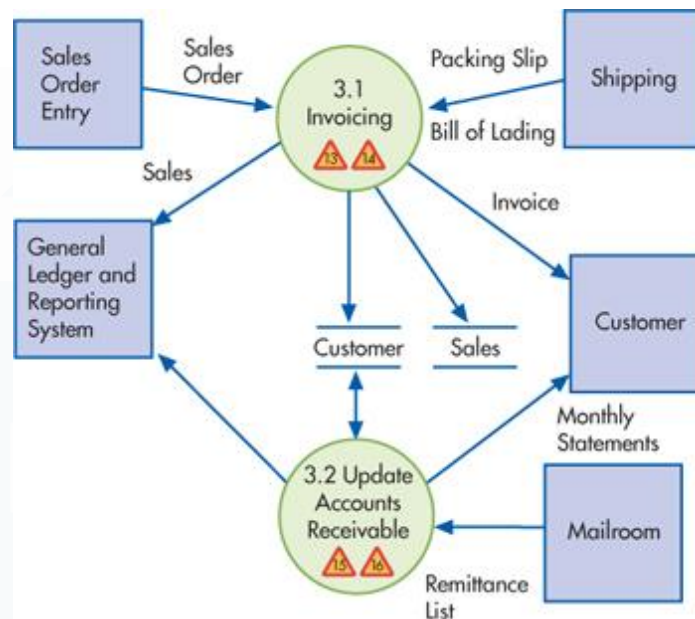 Sales
Order
Entry
Sales
Order
3.1
Invoicing
13 14
Packing Slip
Bill of Lading
Shipping
Sales
Invoice
General
Ledger and
Reporting
System
Customer
Sales
Customer
Monthly
Statements
3.2 Update
Accounts
Receivable
15 16
Mailroom
Remittance
List